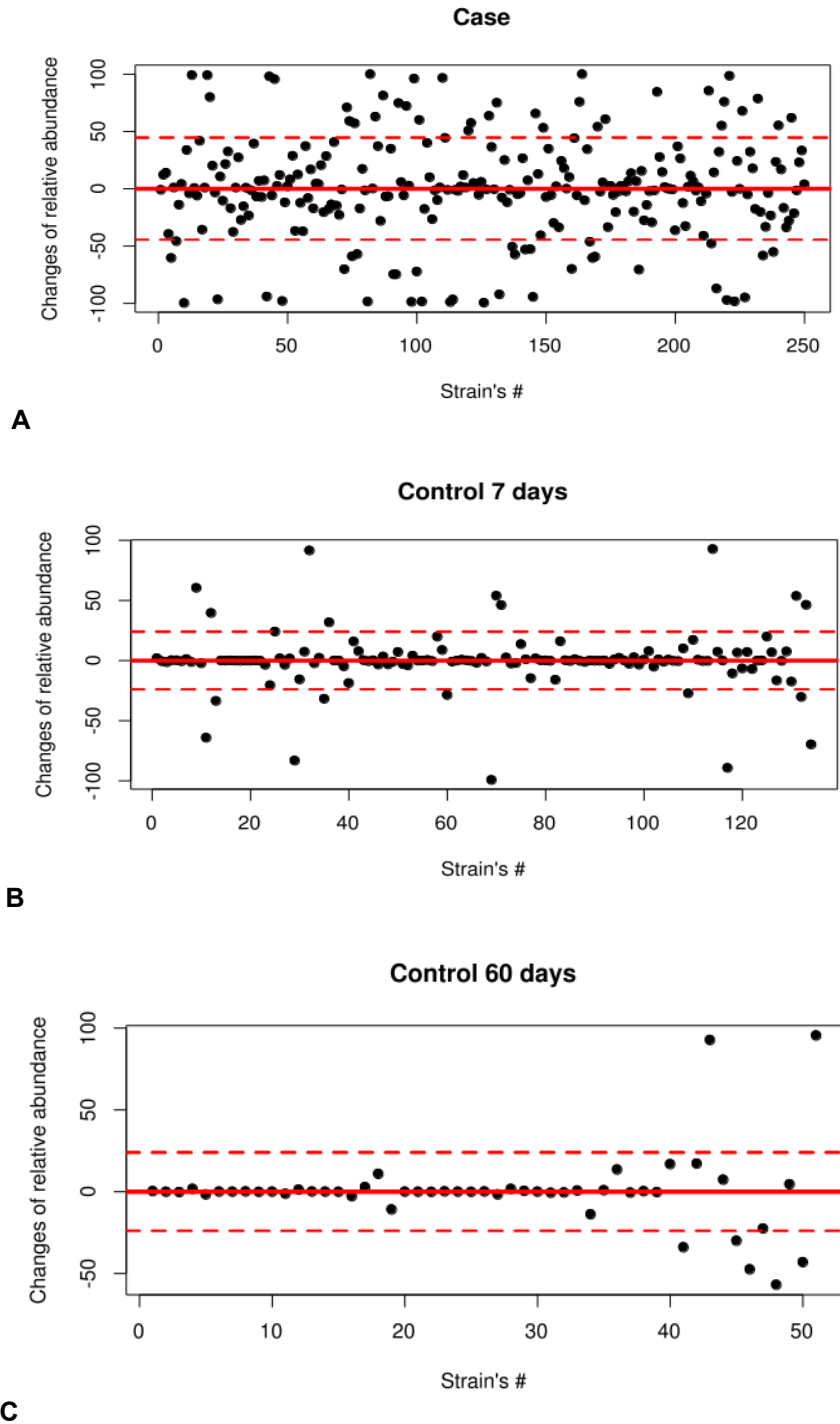 Case
Changes of relative abundance
100
50
0
-50
-100
0 50 100 150 200 250
Strain's #
A
Control 7 days
Changes of relative abundance
100
50
0
-50
-100
0 20 40 60 80 100 120
Strain's #
B
Control 60 days
Changes of relative abundance
100
50
0
-50
0 10 20 30 40 50
Strain's #
C